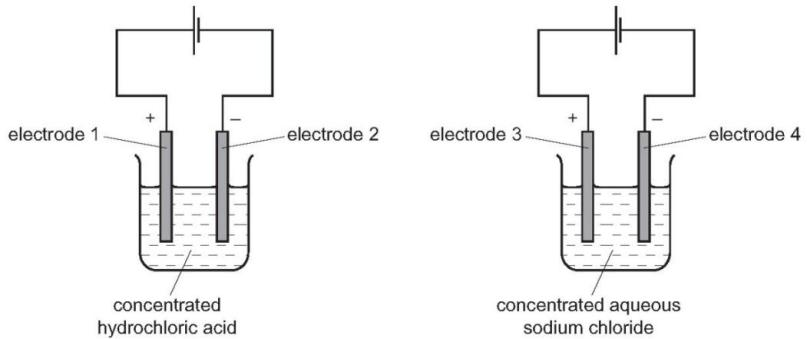 +
–
electrode 1
electrode 2
concentrated
hydrochloric acid
+
–
electrode 3
electrode 4
concentrated aqueous
sodium chloride